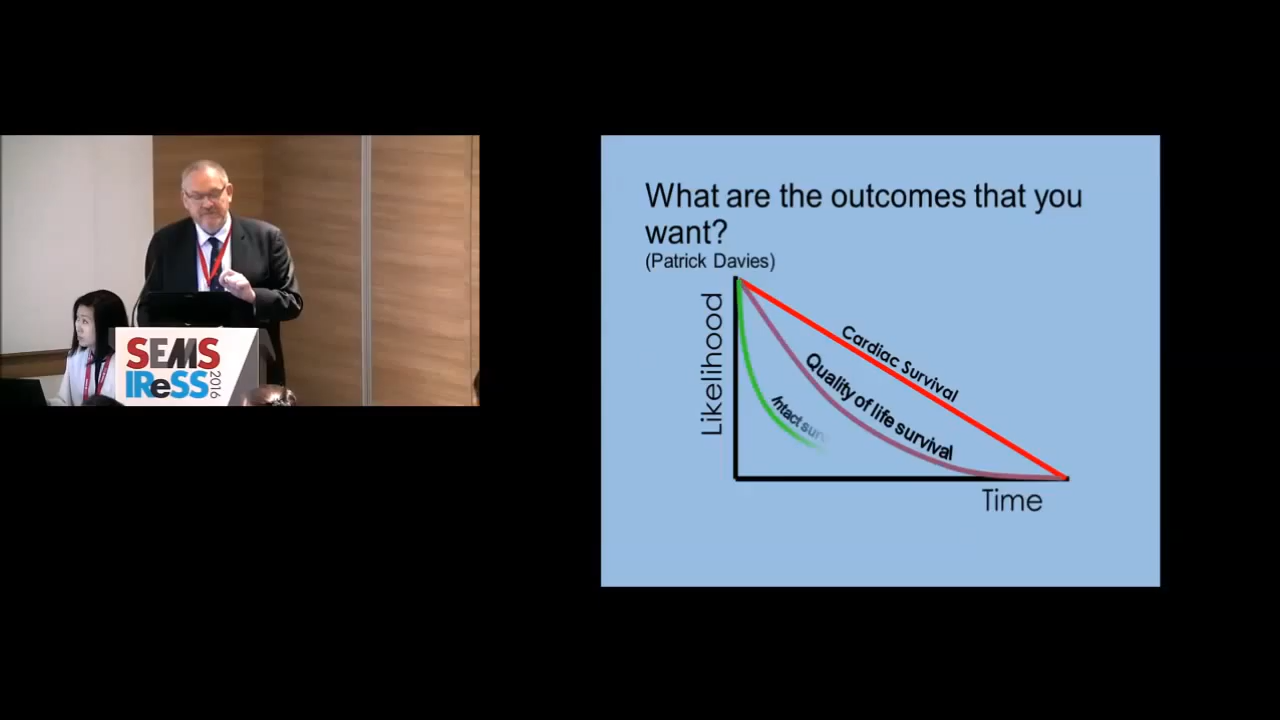 SEMS
IReSS
2016
What are the outcomes that you
want?
(Patrick Davies)
Likelihood
Cardiac Survival
Quality of life survival
Intact
Time